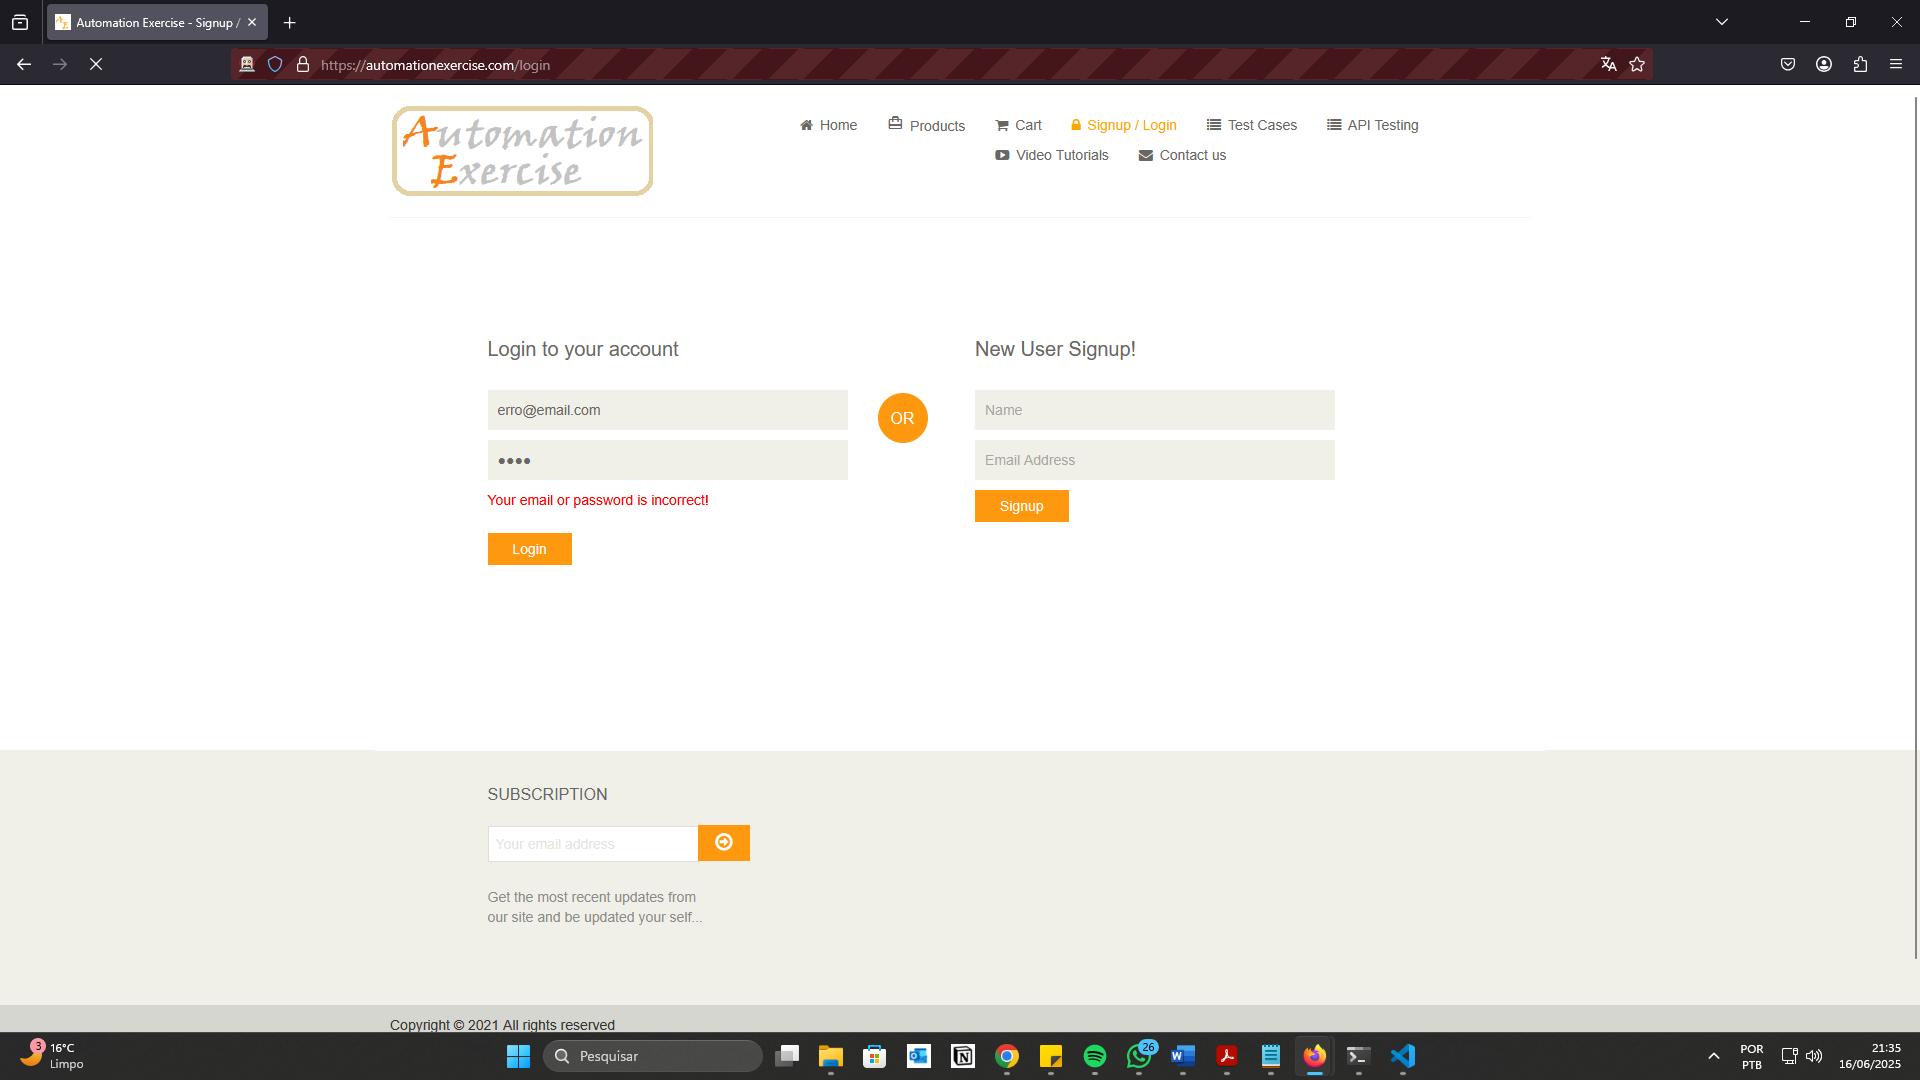 Automation Exercise - Signup /
https://automationexercise.com/login
Automation
Exercise
Home
Products
Cart
Signup / Login
Test Cases
API Testing
Video Tutorials
Contact us
Login to your account
New User Signup!
erro@email.com
OR
Name
••••
Email Address
Your email or password is incorrect!
Signup
Login
SUBSCRIPTION
Your email address
Get the most recent updates from
our site and be updated your self...
Copyright © 2021 All rights reserved
3
16°C
Limpo
Pesquisar
26
POR
PTB
21:35
16/06/2025